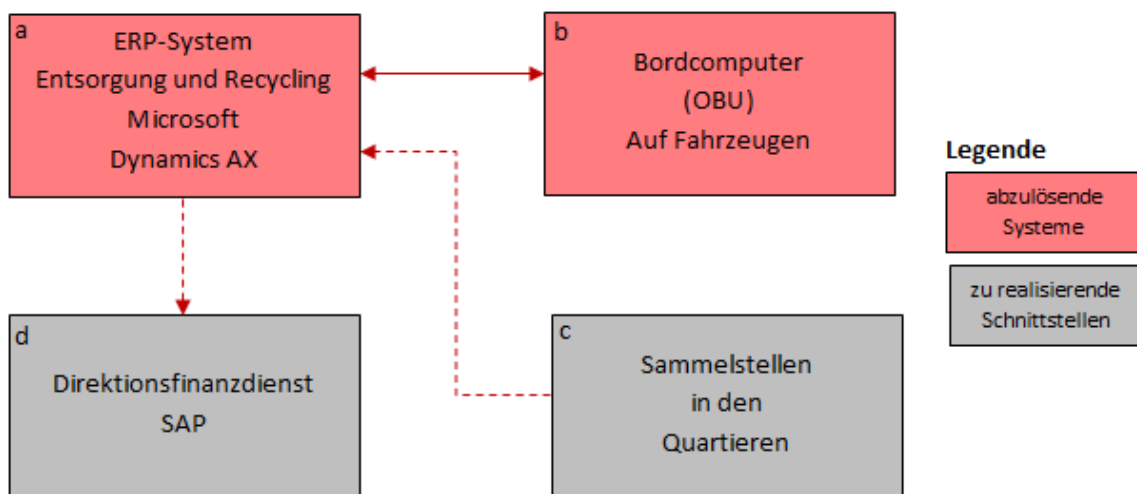 a
ERP-System
Entsorgung und Recycling
Microsoft
Dynamics AX
b
Bordcomputer
(OBU)
Auf Fahrzeugen
Legende
abzulösende
Systeme
zu realisierende
Schnittstellen
d
Direktionsfinanzdienst
SAP
c
Sammelstellen
in den
Quartieren